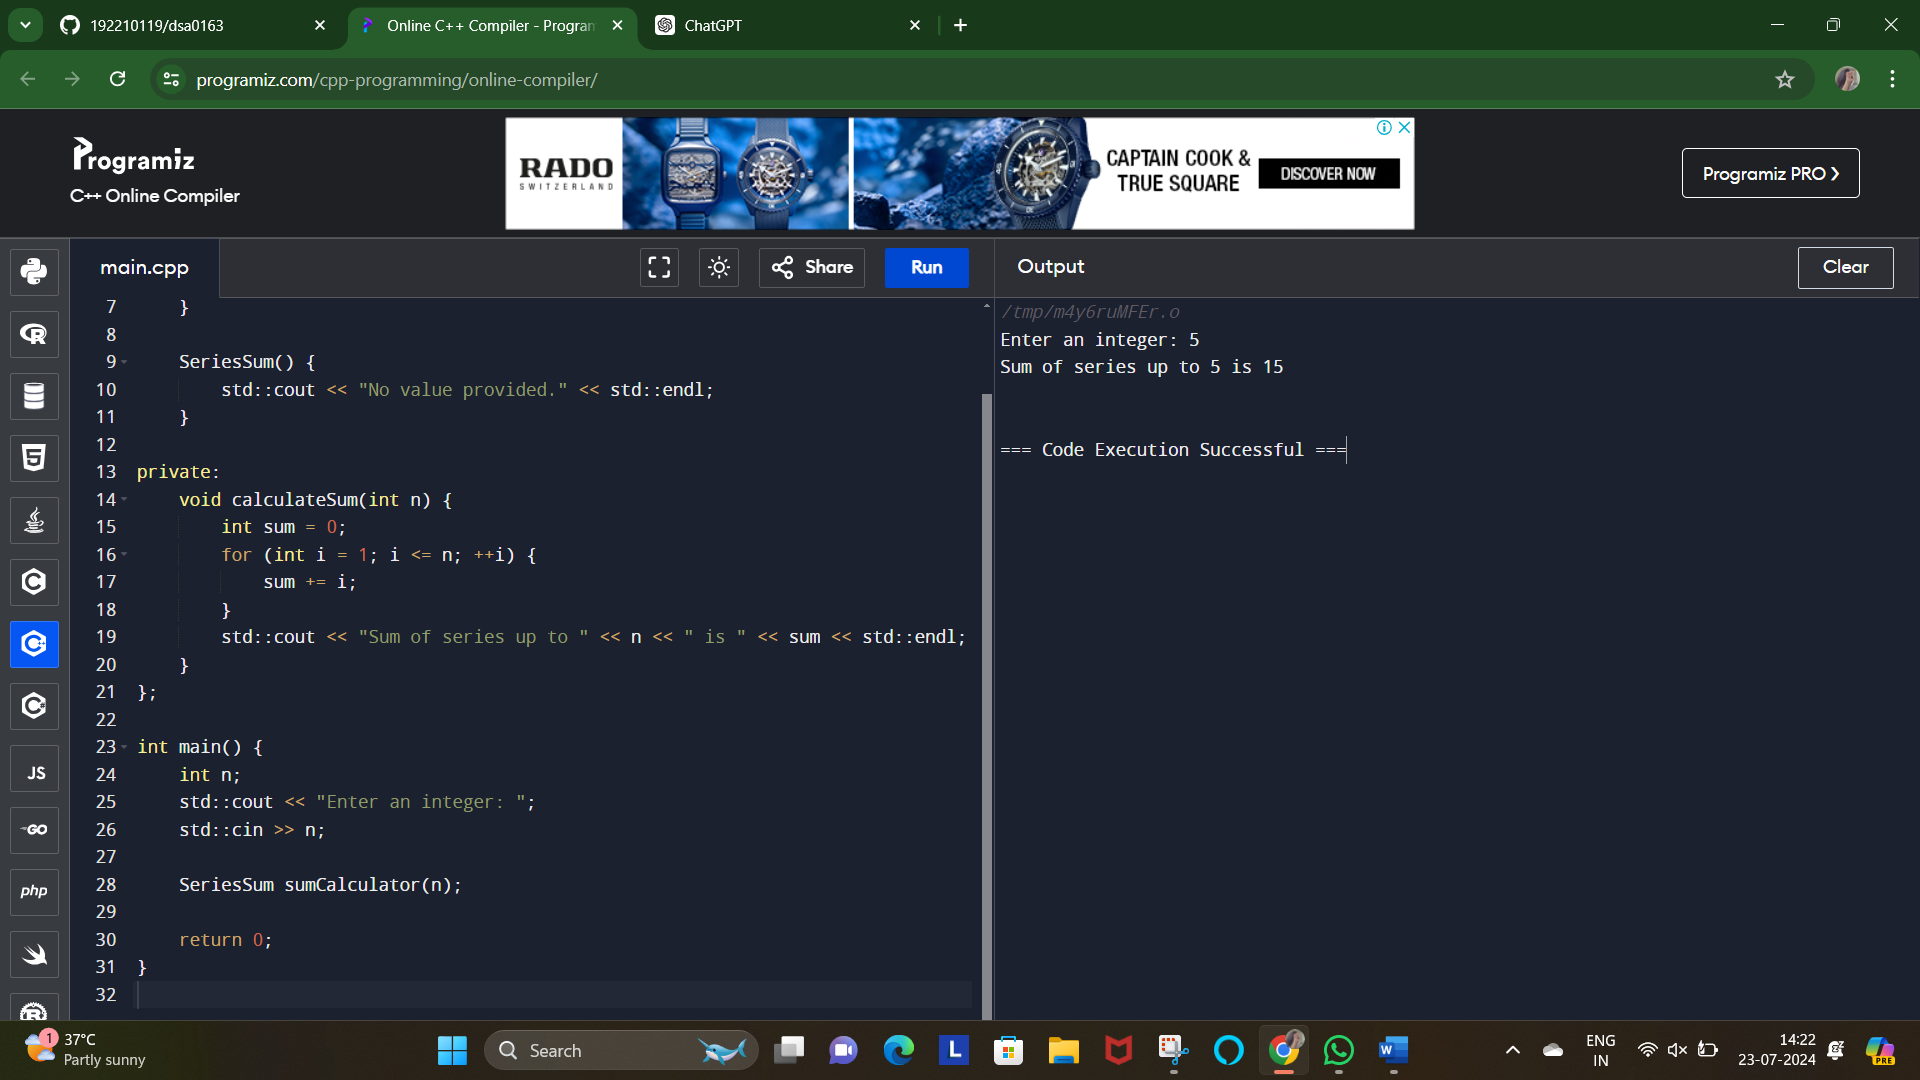 192210119/dsa0163
Online C++ Compiler - Program
ChatGPT
programiz.com/cpp-programming/online-compiler/
Programiz
C++ Online Compiler
RADO
SWITZERLAND
CAPTAIN COOK &
TRUE SQUARE
DISCOVER NOW
Programiz PRO ❯
main.cpp
Share
Run
Output
Clear
7     }
8
9     SeriesSum() {
10         std::cout << "No value provided." << std::endl;
11     }
12
13 private:
14     void calculateSum(int n) {
15         int sum = 0;
16         for (int i = 1; i <= n; ++i) {
17             sum += i;
18         }
19         std::cout << "Sum of series up to " << n << " is " << sum << std::endl;
20     }
21 };
22
23 int main() {
24     int n;
25     std::cout << "Enter an integer: ";
26     std::cin >> n;
27
28     SeriesSum sumCalculator(n);
29
30     return 0;
31 }
32
/tmp/m4y6ruMFEr.o
Enter an integer: 5
Sum of series up to 5 is 15
=== Code Execution Successful ===
JS
GO
php
1
37°C
Partly sunny
Search
L
W
ENG
IN
14:22
23-07-2024
PRE